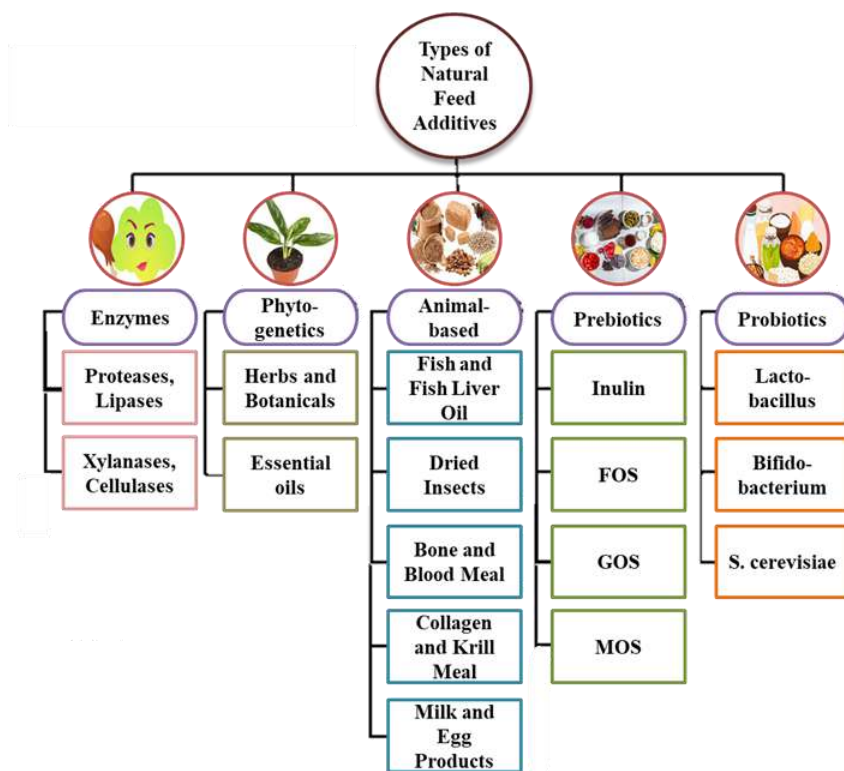 Types of
Natural
Feed
Additives
Enzymes
Proteases,
Lipases
Xylanases,
Cellulases
Phyto-
genetics
Herbs and
Botanicals
Essential
oils
Animal-
based
Fish and
Fish Liver
Oil
Dried
Insects
Bone and
Blood Meal
Collagen
and Krill
Meal
Milk and
Egg
Products
Prebiotics
Inulin
FOS
GOS
MOS
Probiotics
Lacto-
bacillus
Bifido-
bacterium
S. cerevisiae